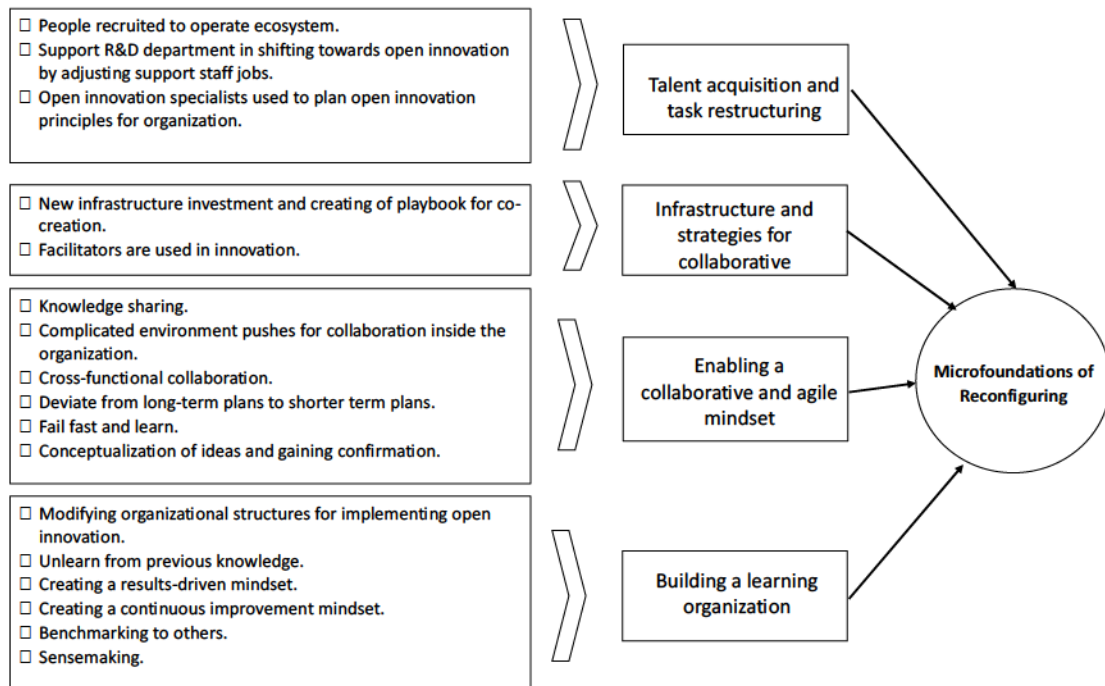 ☐ People recruited to operate ecosystem.
☐ Support R&D department in shifting towards open innovation
by adjusting support staff jobs.
☐ Open innovation specialists used to plan open innovation
principles for organization.
Talent acquisition and
task restructuring
☐ New infrastructure investment and creating of playbook for co-
creation.
☐ Facilitators are used in innovation.
Infrastructure and
strategies for
collaborative
☐ Knowledge sharing.
☐ Complicated environment pushes for collaboration inside the
organization.
☐ Cross-functional collaboration.
☐ Deviate from long-term plans to shorter term plans.
☐ Fail fast and learn.
☐ Conceptualization of ideas and gaining confirmation.
Enabling a
collaborative and agile
mindset
☐ Modifying organizational structures for implementing open
innovation.
☐ Unlearn from previous knowledge.
☐ Creating a results-driven mindset.
☐ Creating a continuous improvement mindset.
☐ Benchmarking to others.
☐ Sensemaking.
Building a learning
organization
Microfoundations of
Reconfiguring